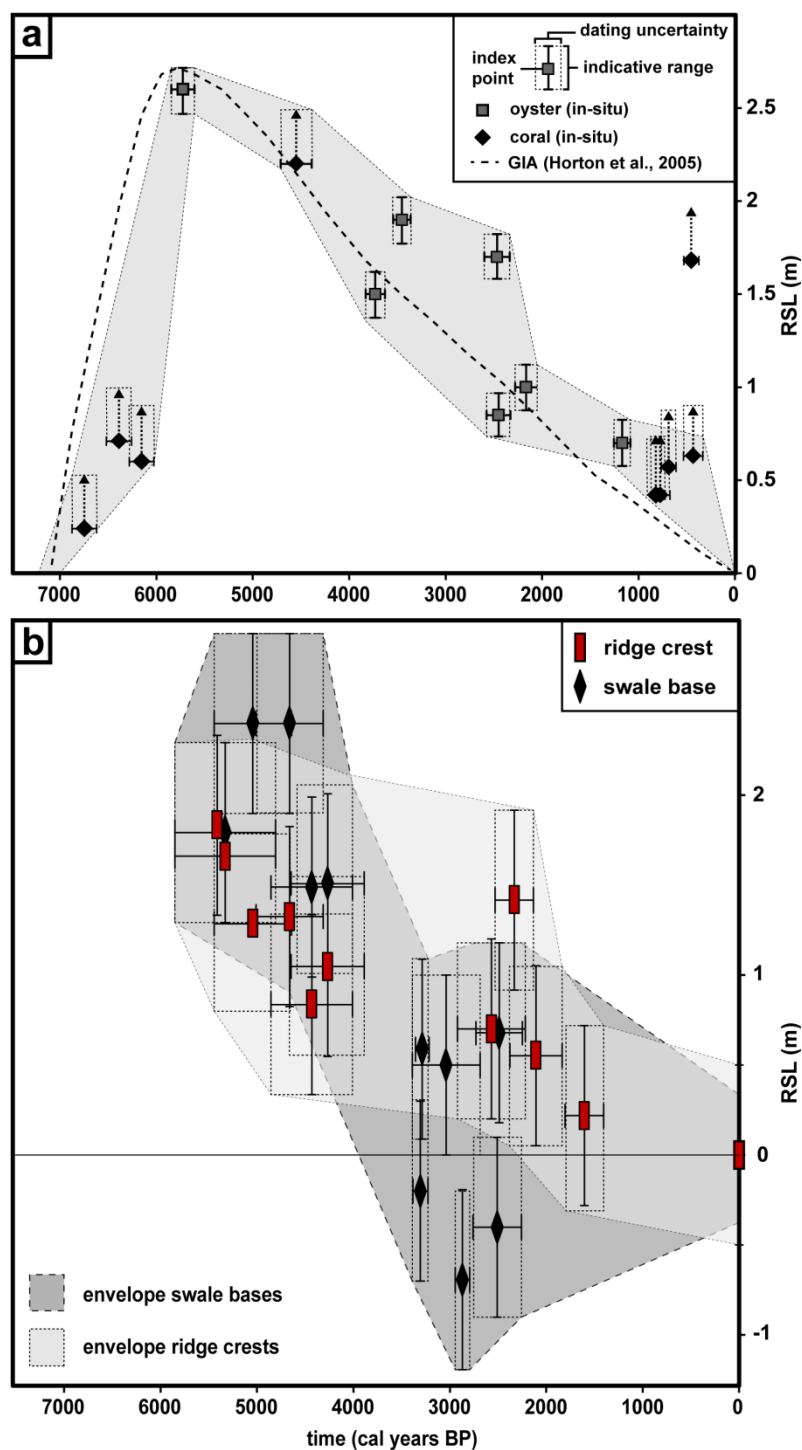 a
dating uncertainty
index
point
indicative range
oyster (in-situ)
coral (in-situ)
GIA (Horton et al., 2005)
2.5
2
1.5
1
0.5
0
RSL (m)
7000 6000 5000 4000 3000 2000 1000 0
b
ridge crest
swale base
2
1
0
-1
RSL (m)
envelope swale bases
envelope ridge crests
7000 6000 5000 4000 3000 2000 1000 0
time (cal years BP)